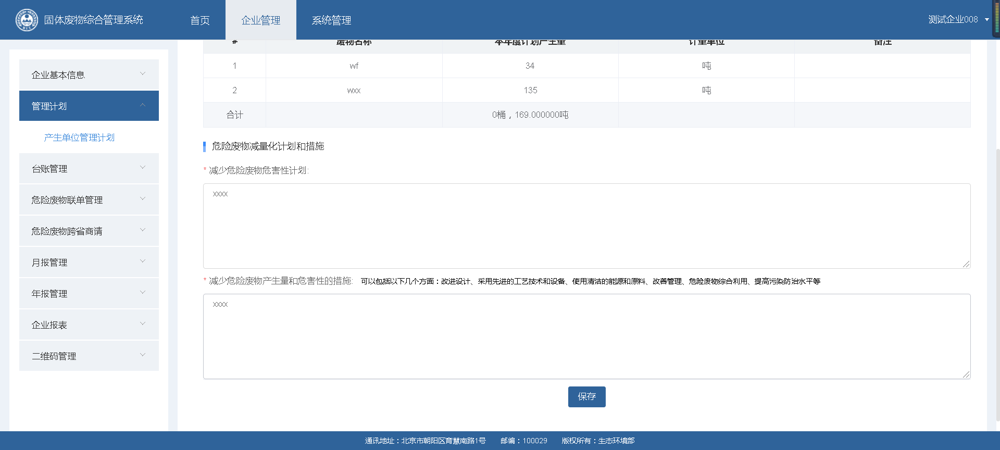 固体废物综合管理系统 首页 企业管理 系统管理 测试企业008
企业基本信息
管理计划
产生单位管理计划
台账管理
危险废物联单管理
危险废物跨省商请
月报管理
年报管理
企业报表
二维码管理
# 废物名称 本年度计划产生量 计量单位 备注
1 wf 34 吨
2 wxx 135 吨
合计 0桶，169.000000吨
危险废物减量化计划和措施
* 减少危险废物危害性计划:
xxxx
* 减少危险废物产生量和危害性的措施: 可以包括以下几个方面：改进设计、采用先进的工艺技术和设备、使用清洁的能源和原料、改善管理、危险废物综合利用、提高污染防治水平等
xxxx
保存
通讯地址：北京市朝阳区育慧南路1号 邮编：100029 版权所有：生态环境部